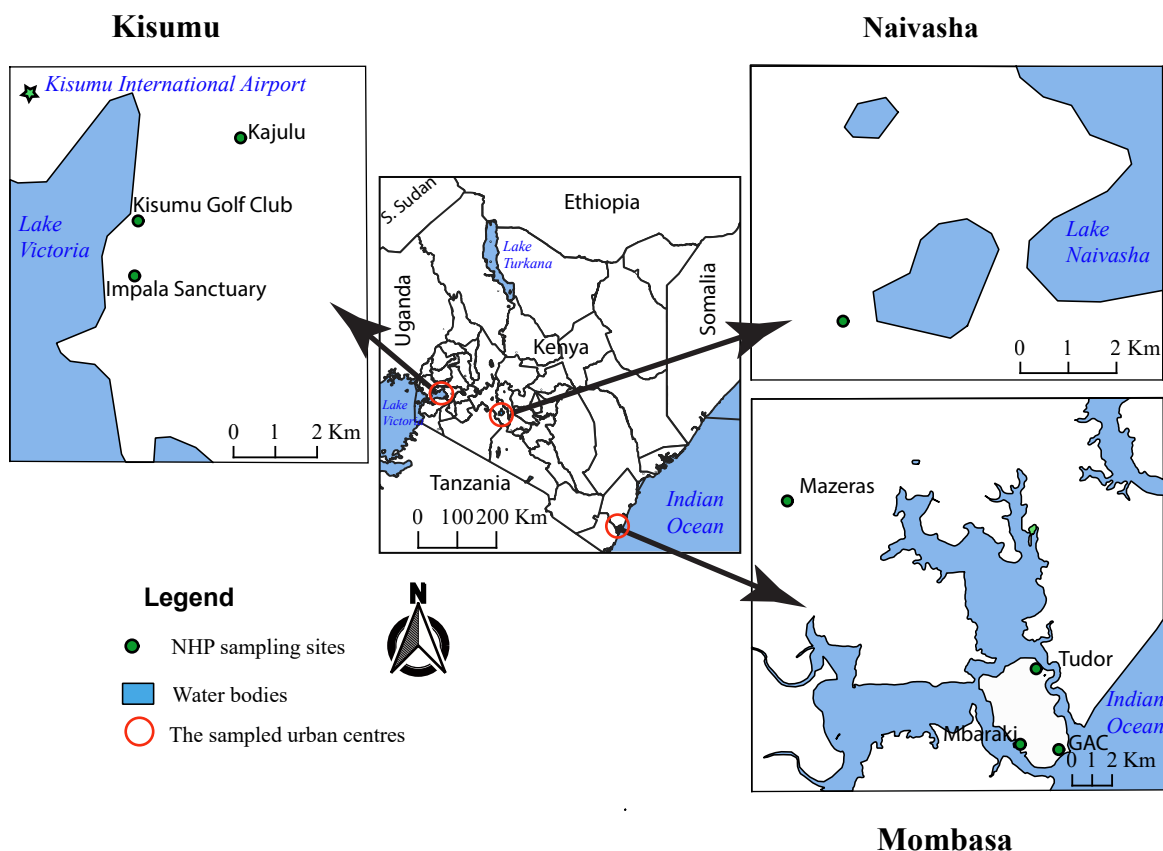 Kisumu
Naivasha
Kisumu International Airport
Kajulu
Kisumu Golf Club
Lake
Victoria
Impala Sanctuary
0 1 2 Km
S. Sudan
Ethiopia
Lake
Turkana
Uganda
Somalia
Kenya
Lake
Victoria
Tanzania
0 100 200 Km
Indian
Ocean
Lake
Naivasha
0 1 2 Km
Mazeras
Tudor
Indian
Ocean
Mbaraki
GAC
0 1 2 Km
Mombasa
N
Legend
NHP sampling sites
Water bodies
The sampled urban centres